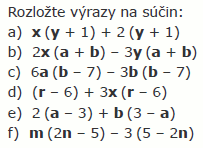 Rozložte výrazy na súčin:
a) x (y + 1) + 2 (y + 1)
b) 2x (a + b) – 3y (a + b)
c) 6a (b – 7) – 3b (b – 7)
d) (r – 6) + 3x (r – 6)
e) 2 (a – 3) + b (3 – a)
f) m (2n – 5) – 3 (5 – 2n)